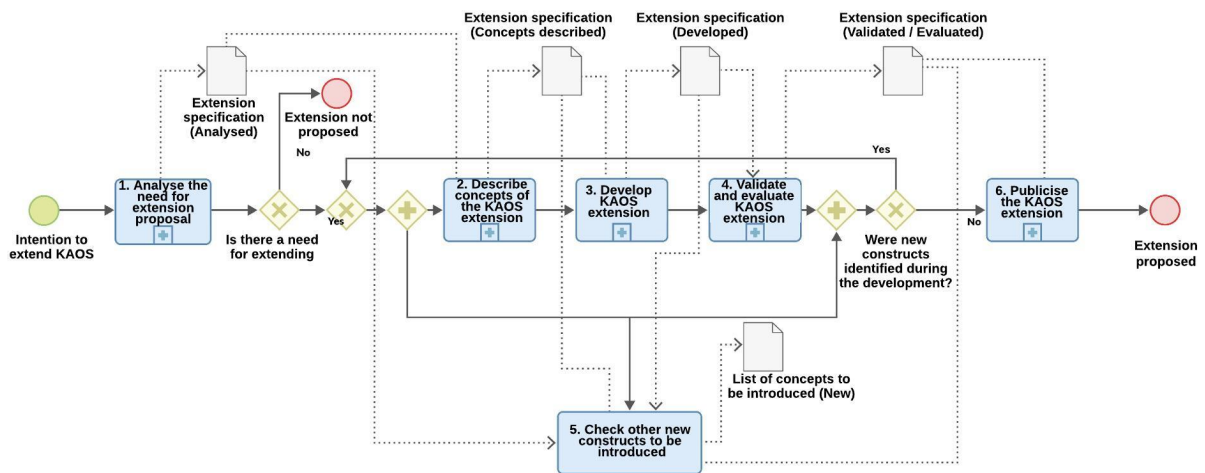 Extension specification
(Concepts described)
Extension specification
(Developed)
Extension specification
(Validated / Evaluated)
Extension
specification
(Analysed)
Extension not
proposed
No
Yes
1. Analyse the
need for
extension
proposal
2. Describe
concepts of
the KAOS
extension
3. Develop
KAOS
extension
4. Validate
and evaluate
KAOS
extension
6. Publicise
the KAOS
extension
Yes
No
Intention to
extend KAOS
Is there a need
for extending
Were new
constructs
identified during
the development?
Extension
proposed
List of concepts to
be introduced (New)
5. Check other new
constructs to be
introduced